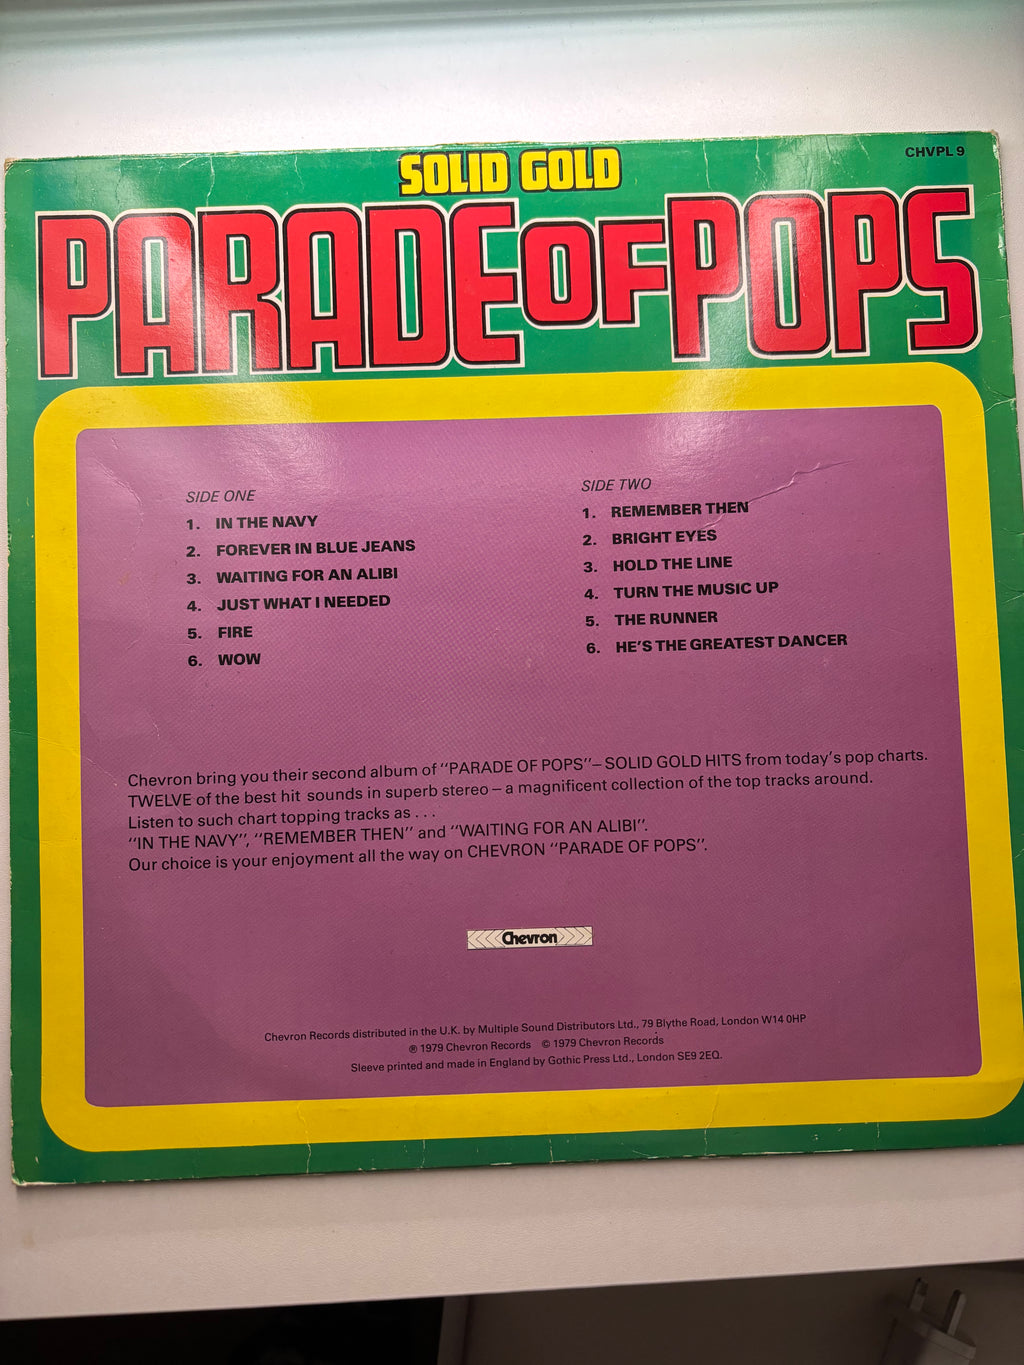 SOLID GOLD
CHVPL 9
PARADE OF POPS
SIDE ONE
1. IN THE NAVY
2. FOREVER IN BLUE JEANS
3. WAITING FOR AN ALIBI
4. JUST WHAT I NEEDED
5. FIRE
6. WOW
SIDE TWO
1. REMEMBER THEN
2. BRIGHT EYES
3. HOLD THE LINE
4. TURN THE MUSIC UP
5. THE RUNNER
6. HE'S THE GREATEST DANCER
Chevron bring you their second album of "PARADE OF POPS"– SOLID GOLD HITS from today's pop charts.
TWELVE of the best hit sounds in superb stereo – a magnificent collection of the top tracks around.
Listen to such chart topping tracks as . . .
"IN THE NAVY", "REMEMBER THEN" and "WAITING FOR AN ALIBI".
Our choice is your enjoyment all the way on CHEVRON "PARADE OF POPS".
Chevron
Chevron Records distributed in the U.K. by Multiple Sound Distributors Ltd., 79 Blythe Road, London W14 0HP
℗ 1979 Chevron Records © 1979 Chevron Records
Sleeve printed and made in England by Gothic Press Ltd., London SE9 2EQ.